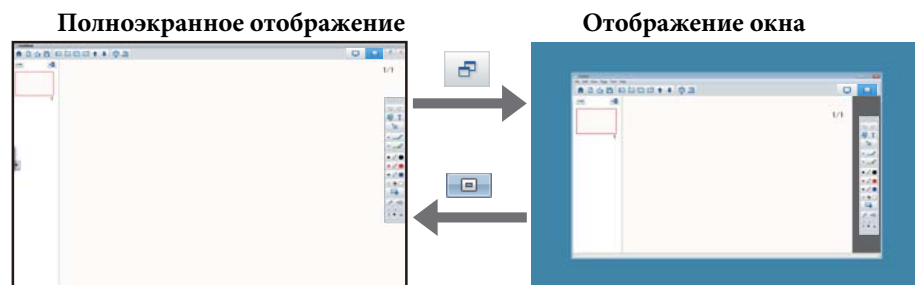 Полноэкранное отображение
Отображение окна
1/1
1/1